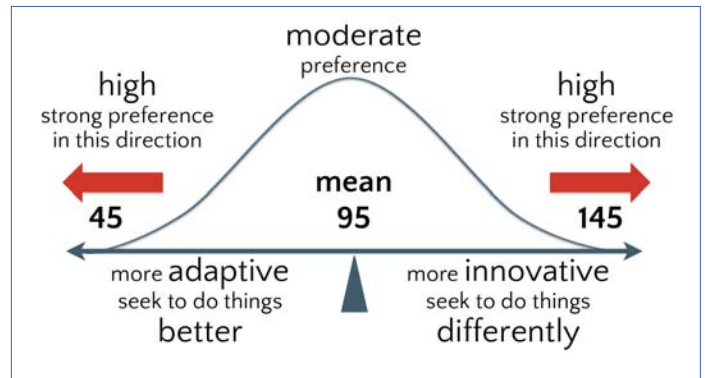 moderate
preference
high
strong preference
in this direction
high
strong preference
in this direction
45
mean
95
145
more adaptive
seek to do things
better
more innovative
seek to do things
differently